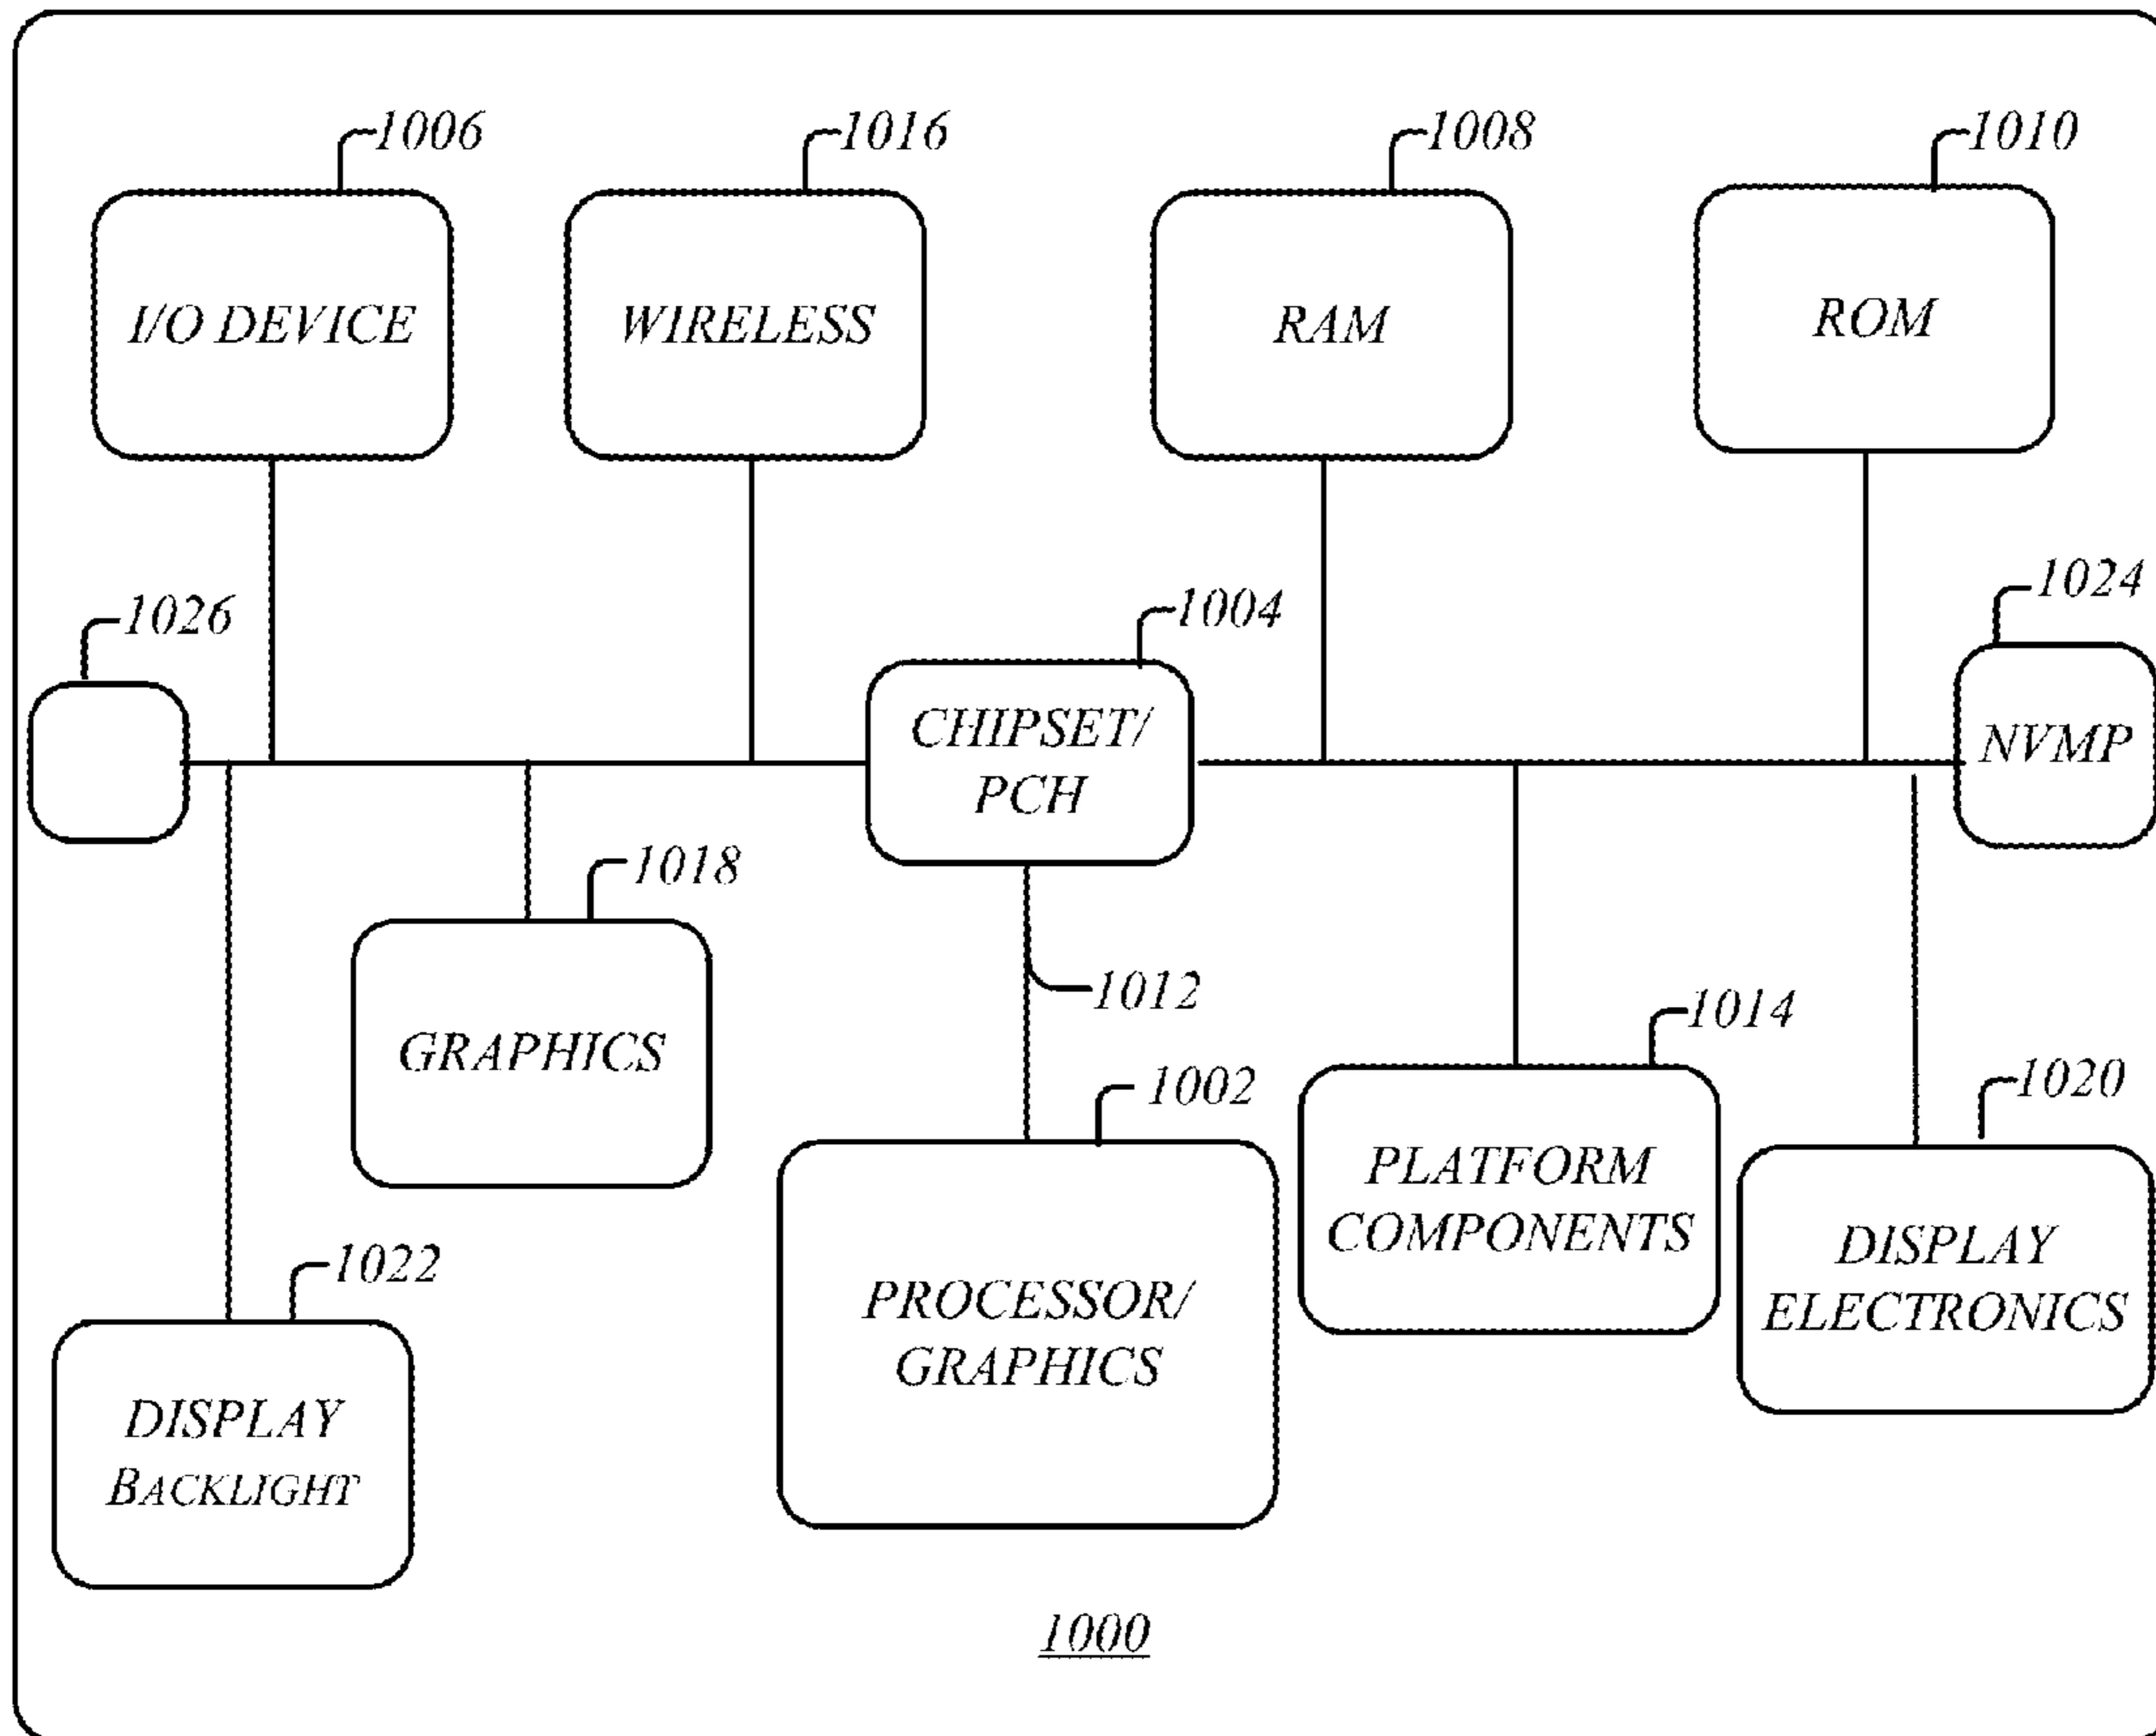 1006
1016
1008
1010
I/O DEVICE
WIRELESS
RAM
ROM
1026
1004
1024
CHIPSET/
PCH
NVMP
1018
1012
1014
GRAPHICS
1002
1020
PLATFORM
COMPONENTS
1022
PROCESSOR/
GRAPHICS
DISPLAY
ELECTRONICS
DISPLAY
BACKLIGHT
1000